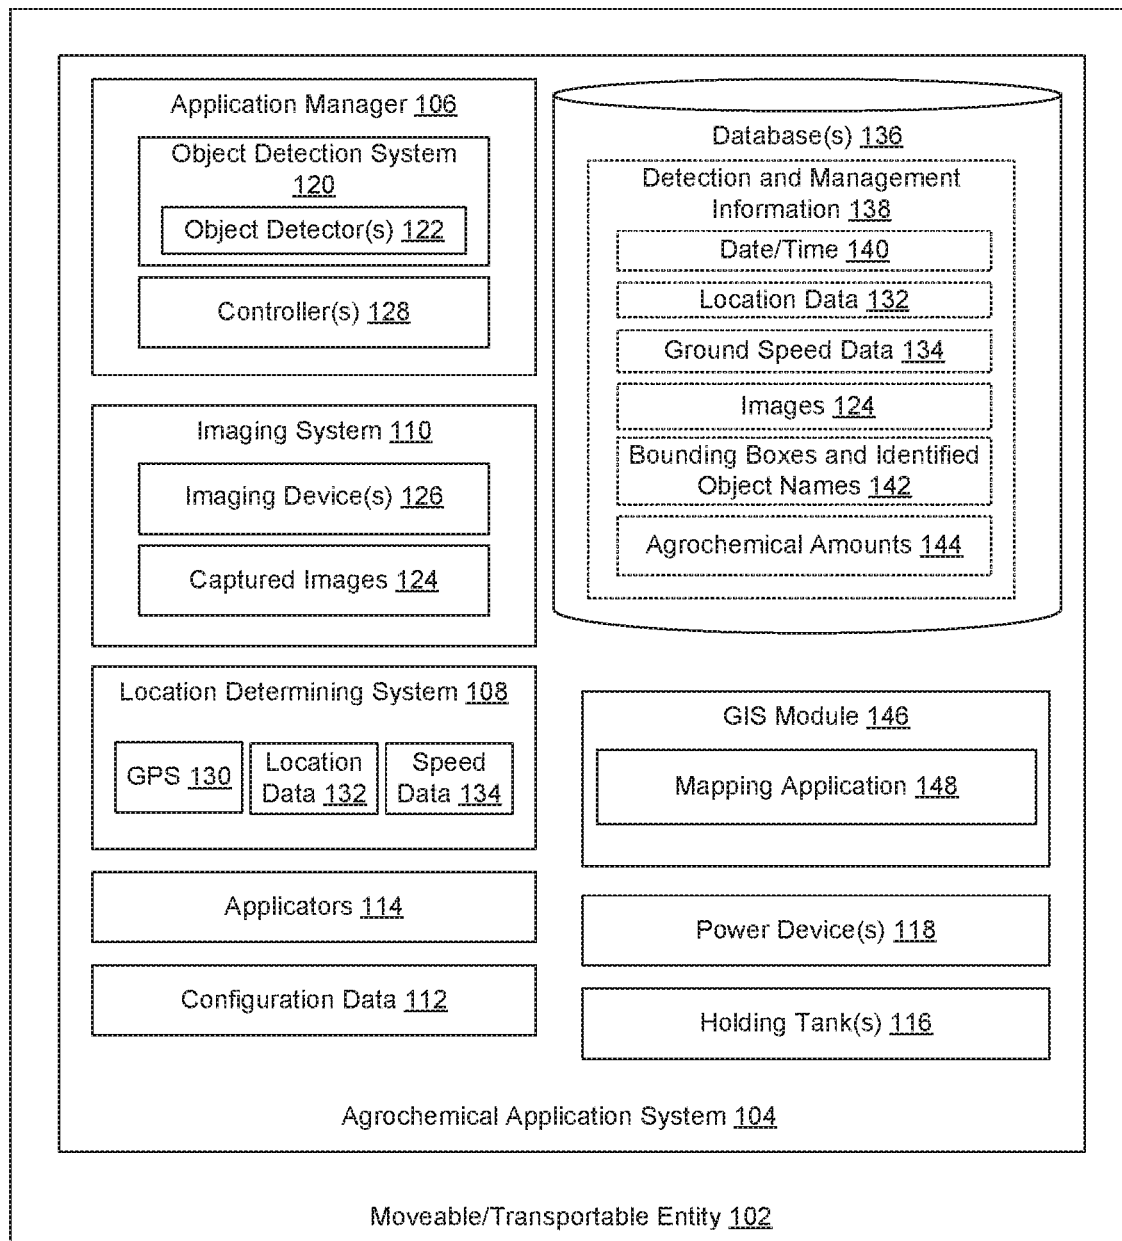 Application Manager 106
Object Detection System
120
Object Detector(s) 122
Controller(s) 128
Imaging System 110
Imaging Device(s) 126
Captured Images 124
Location Determining System 108
GPS 130
Location
Data 132
Speed
Data 134
Applicators 114
Configuration Data 112
Database(s) 136
Detection and Management
Information 138
Date/Time 140
Location Data 132
Ground Speed Data 134
Images 124
Bounding Boxes and Identified
Object Names 142
Agrochemical Amounts 144
GIS Module 146
Mapping Application 148
Power Device(s) 118
Holding Tank(s) 116
Agrochemical Application System 104
Moveable/Transportable Entity 102